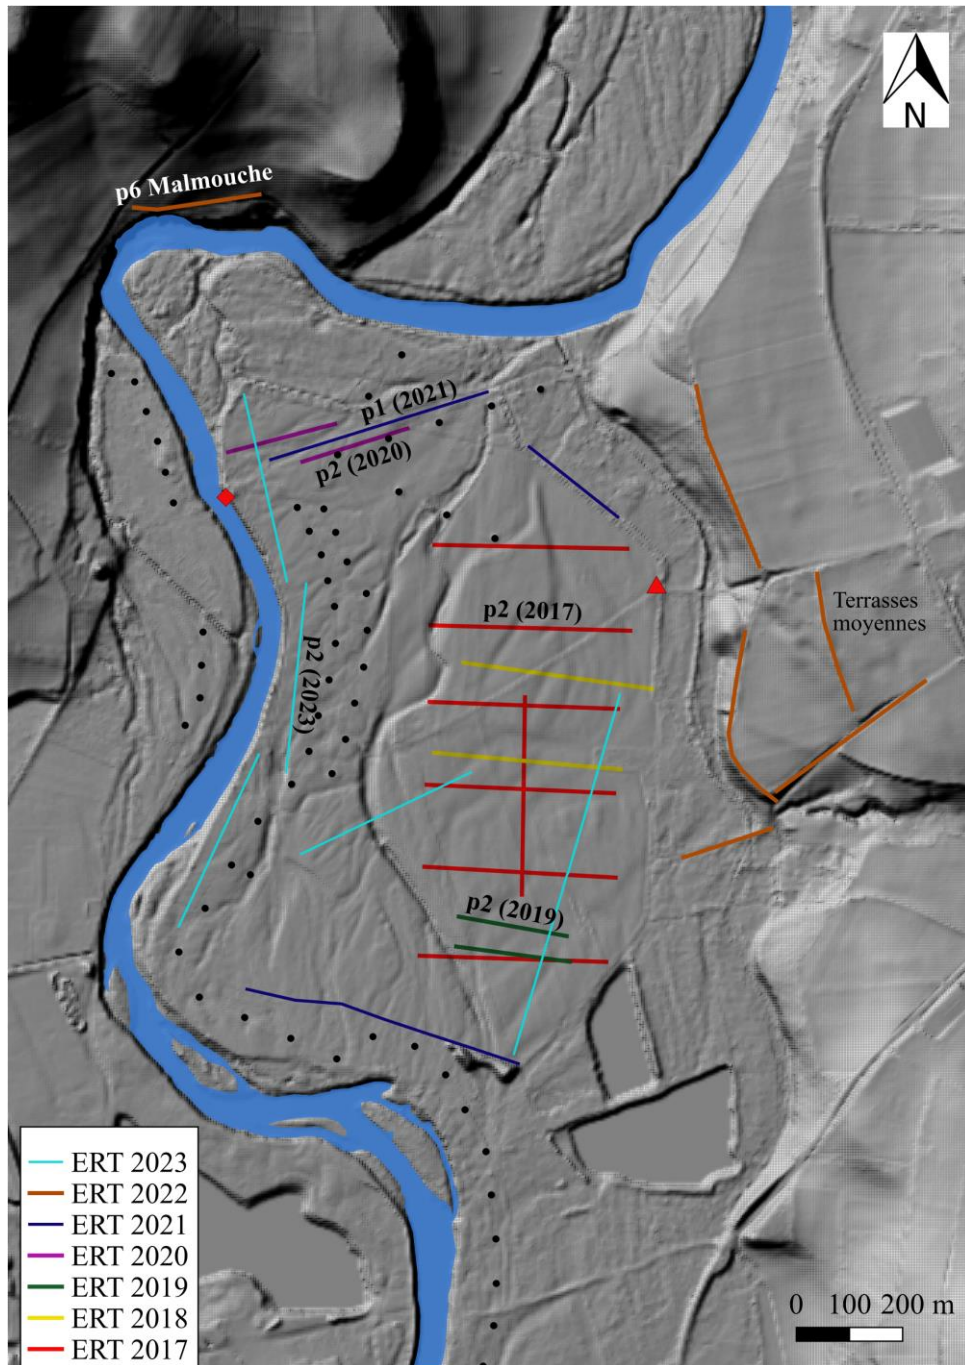 N
p6 Malmouche
p1 (2021)
p2 (2020)
p2 (2017)
Terrasses
moyennes
p2 (2023)
p2 (2019)
ERT 2023
ERT 2022
ERT 2021
ERT 2020
ERT 2019
ERT 2018
ERT 2017
0 100 200 m